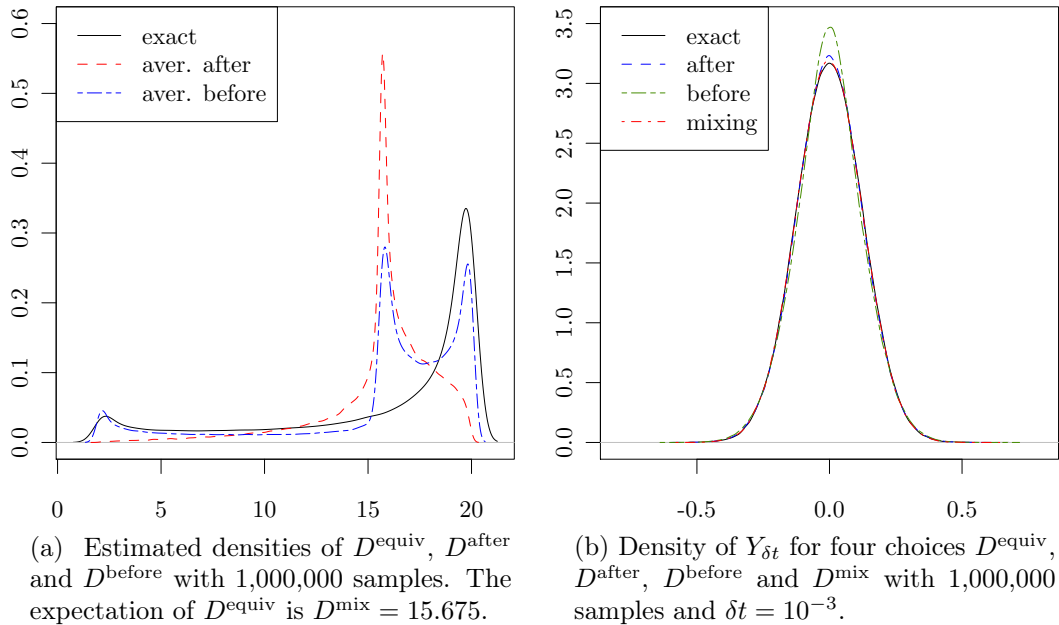 0.0 0.1 0.2 0.3 0.4 0.5 0.6
exact
aver. after
aver. before
0 5 10 15 20
(a) Estimated densities of D^equiv, D^after
and D^before with 1,000,000 samples. The
expectation of D^equiv is D^mix = 15.675.
0.0 0.5 1.0 1.5 2.0 2.5 3.0 3.5
exact
after
before
mixing
-0.5 0.0 0.5
(b) Density of Y_δt for four choices D^equiv,
D^after, D^before and D^mix with 1,000,000
samples and δt = 10^−3.